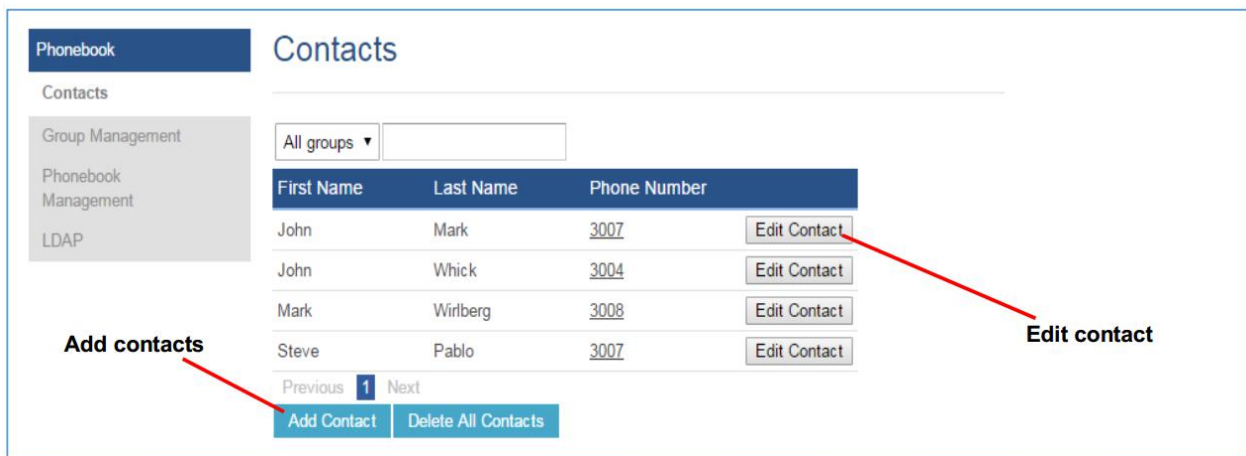 Phonebook
Contacts
Group Management
Phonebook
Management
LDAP
Contacts
All groups
First Name Last Name Phone Number
John Mark 3007 Edit Contact
John Whick 3004 Edit Contact
Mark Wirlberg 3008 Edit Contact
Steve Pablo 3007 Edit Contact
Previous 1 Next
Add Contact Delete All Contacts
Add contacts
Edit contact